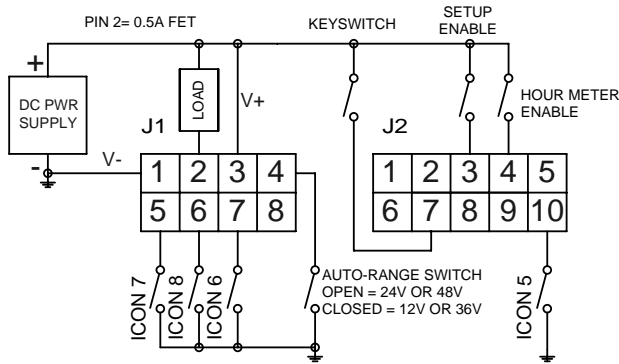 PIN 2= 0.5A FET
KEYSWITCH
SETUP
ENABLE
+
DC PWR
SUPPLY
-
LOAD
V+
V-
HOUR METER
ENABLE
J1
1 2 3 4
5 6 7 8
J2
1 2 3 4 5
6 7 8 9 10
ICON 7
ICON 8
ICON 6
AUTO-RANGE SWITCH
OPEN = 24V OR 48V
CLOSED = 12V OR 36V
ICON 5